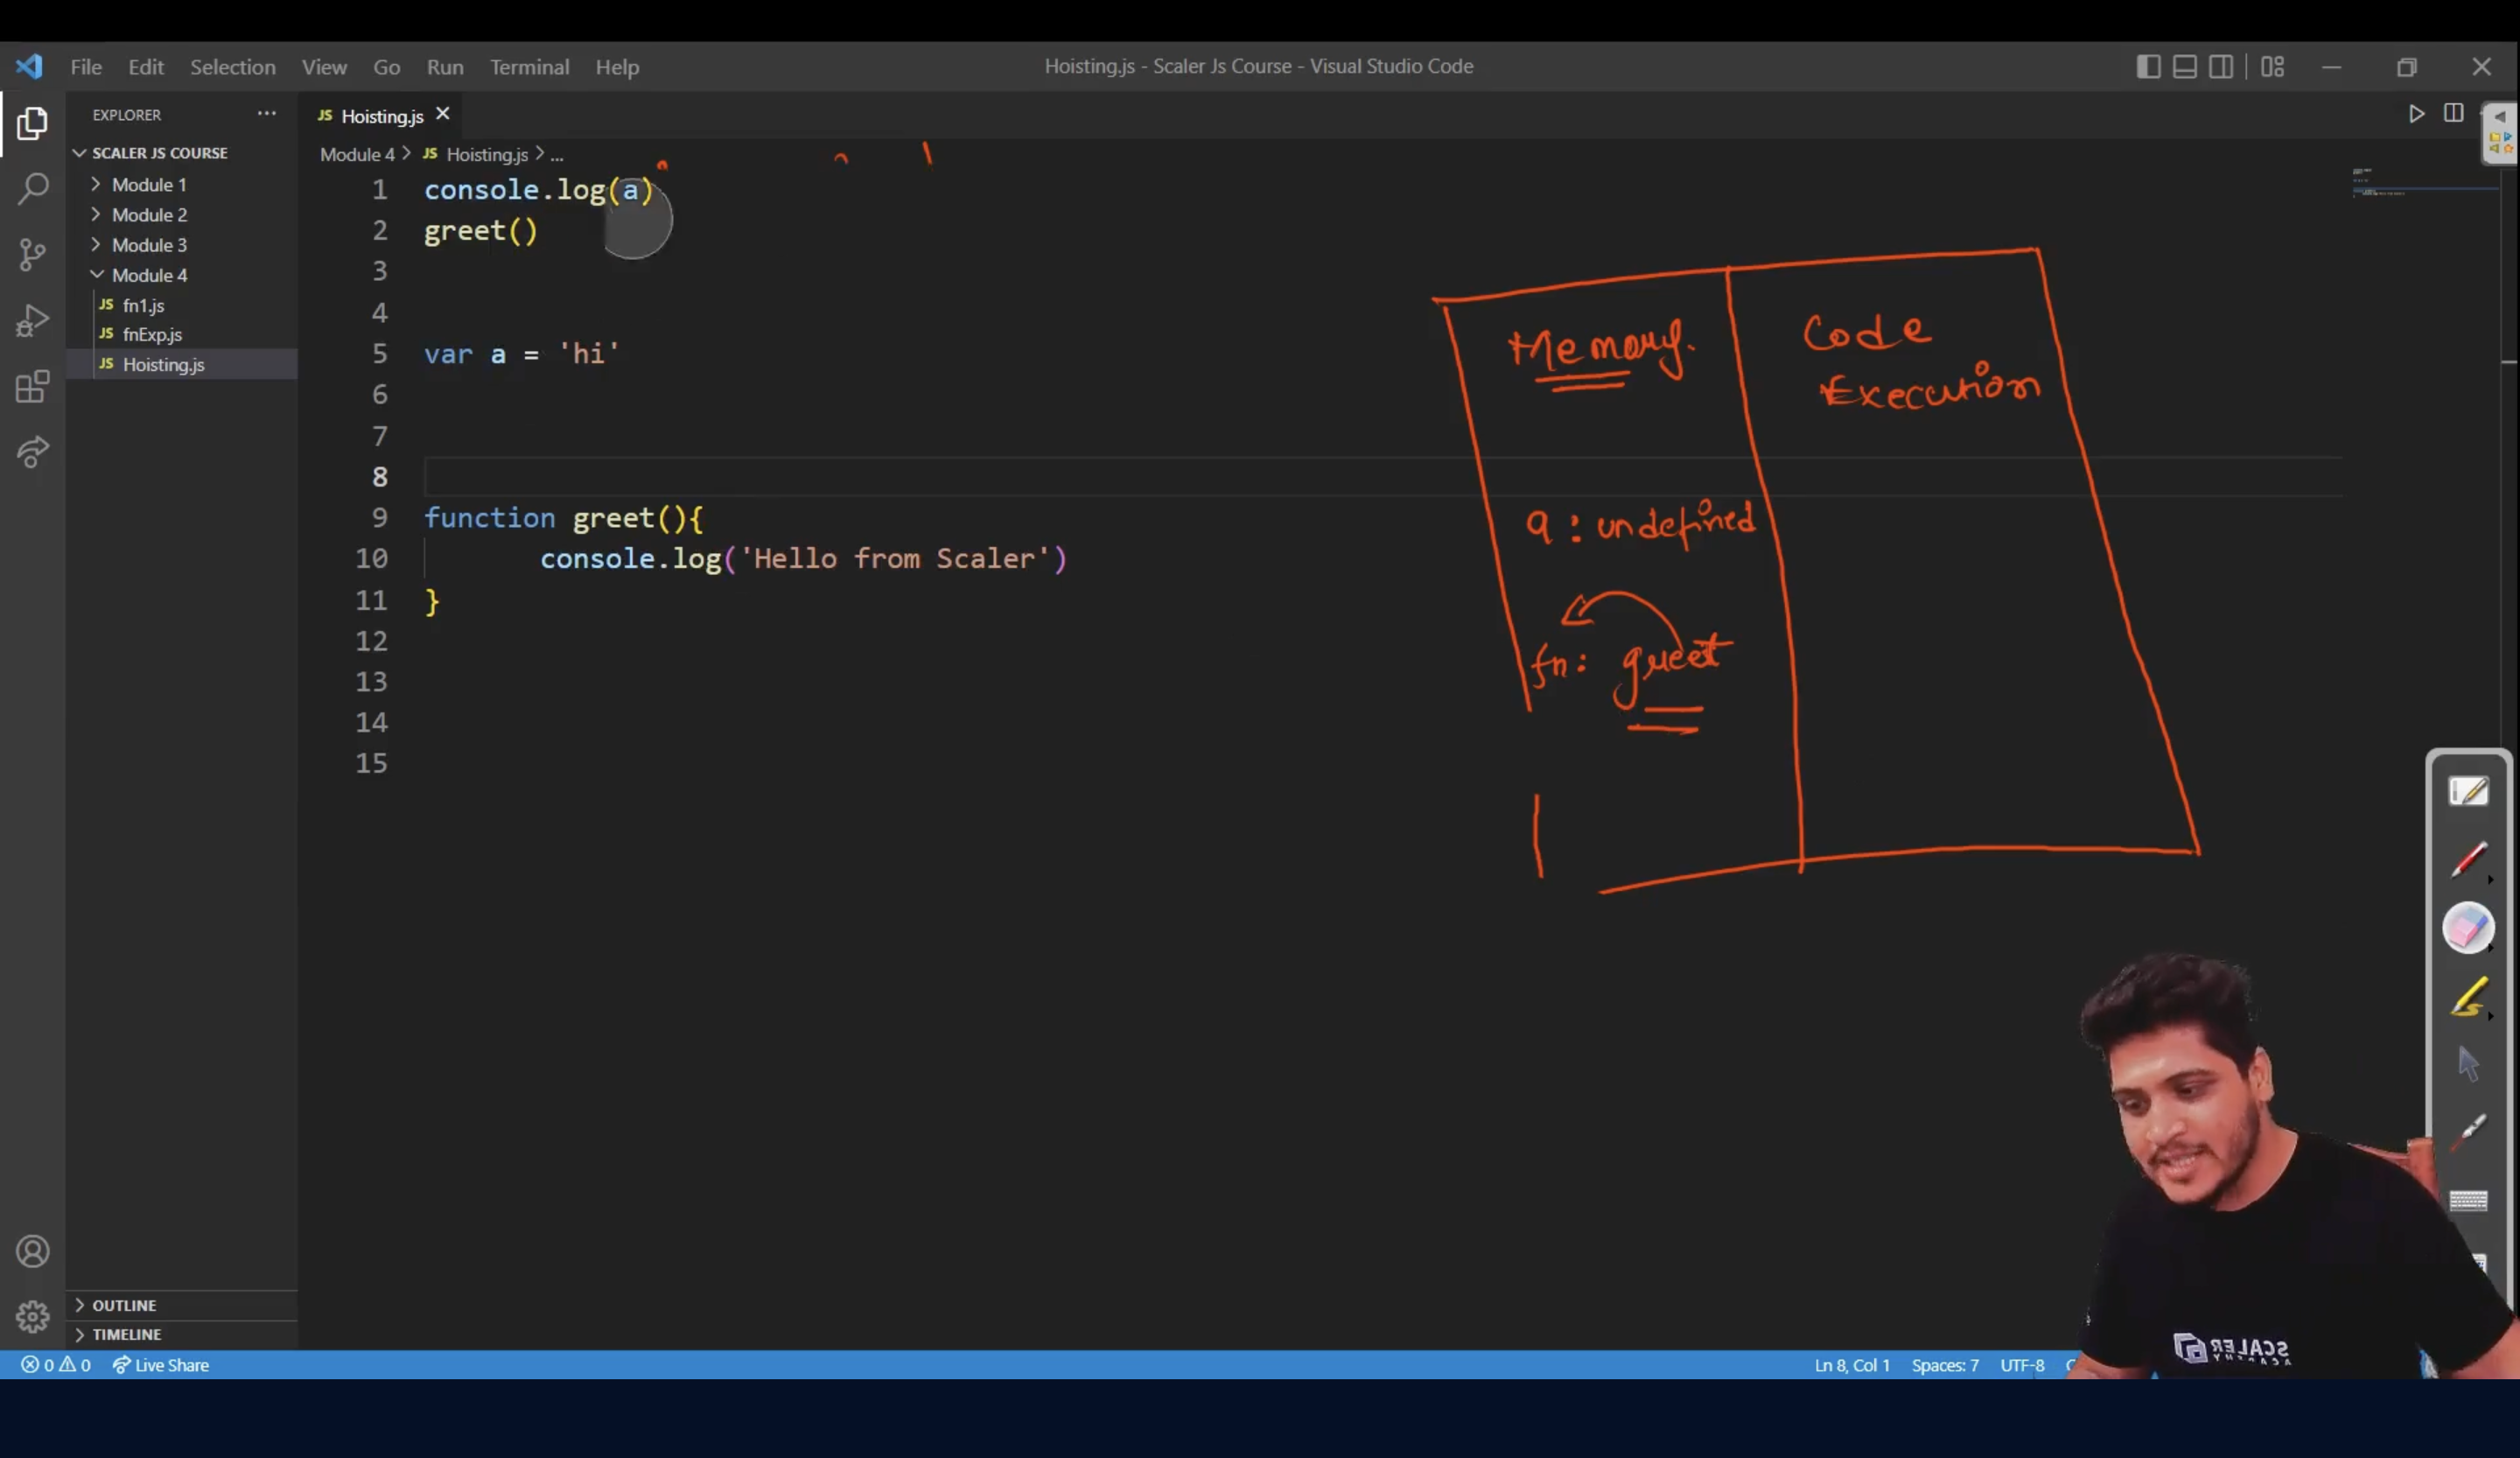 File Edit Selection View Go Run Terminal Help
Hoisting.js - Scaler Js Course - Visual Studio Code
EXPLORER
SCALER JS COURSE
Module 1
Module 2
Module 3
Module 4
JS fn1.js
JS fnExp.js
JS Hoisting.js
OUTLINE
TIMELINE
JS Hoisting.js
Module 4 > JS Hoisting.js > ...
1 console.log(a)
2 greet()
3
4
5 var a = 'hi'
6
7
8
9 function greet(){
10 console.log('Hello from Scaler')
11 }
12
13
14
15
Memory.
Code
Execution
a : undefined
fn: greet
SCALER
ACADEMY
0 0 Live Share
Ln 8, Col 1 Spaces: 7 UTF-8